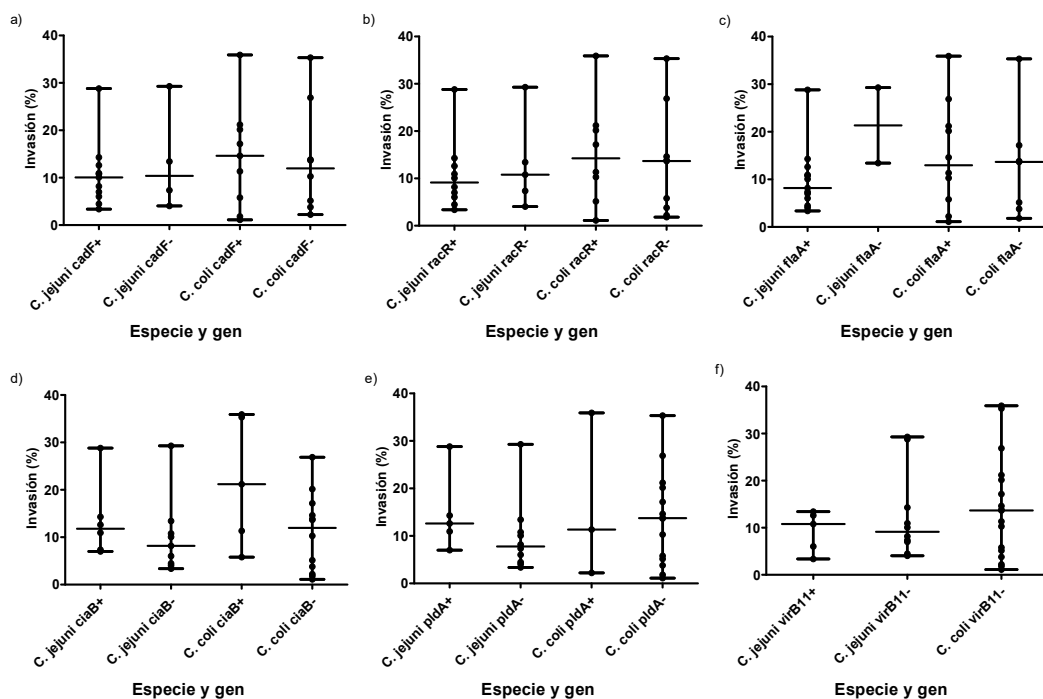 a)
Invasión (%)
40
30
20
10
0
C. jejuni cadF+
C. jejuni cadF-
C. coli cadF+
C. coli cadF-
Especie y gen
b)
Invasión (%)
40
30
20
10
0
C. jejuni racR+
C. jejuni racR-
C. coli racR+
C. coli racR-
Especie y gen
c)
Invasión (%)
40
30
20
10
0
C. jejuni flaA+
C. jejuni flaA-
C. coli flaA+
C. coli flaA-
Especie y gen
d)
Invasión (%)
40
30
20
10
0
C. jejuni ciaB+
C. jejuni ciaB-
C. coli ciaB+
C. coli ciaB-
Especie y gen
e)
Invasión (%)
40
30
20
10
0
C. jejuni pldA+
C. jejuni pldA-
C. coli pldA+
C. coli pldA-
Especie y gen
f)
Invasión (%)
40
30
20
10
0
C. jejuni virB11+
C. jejuni virB11-
C. coli virB11-
Especie y gen